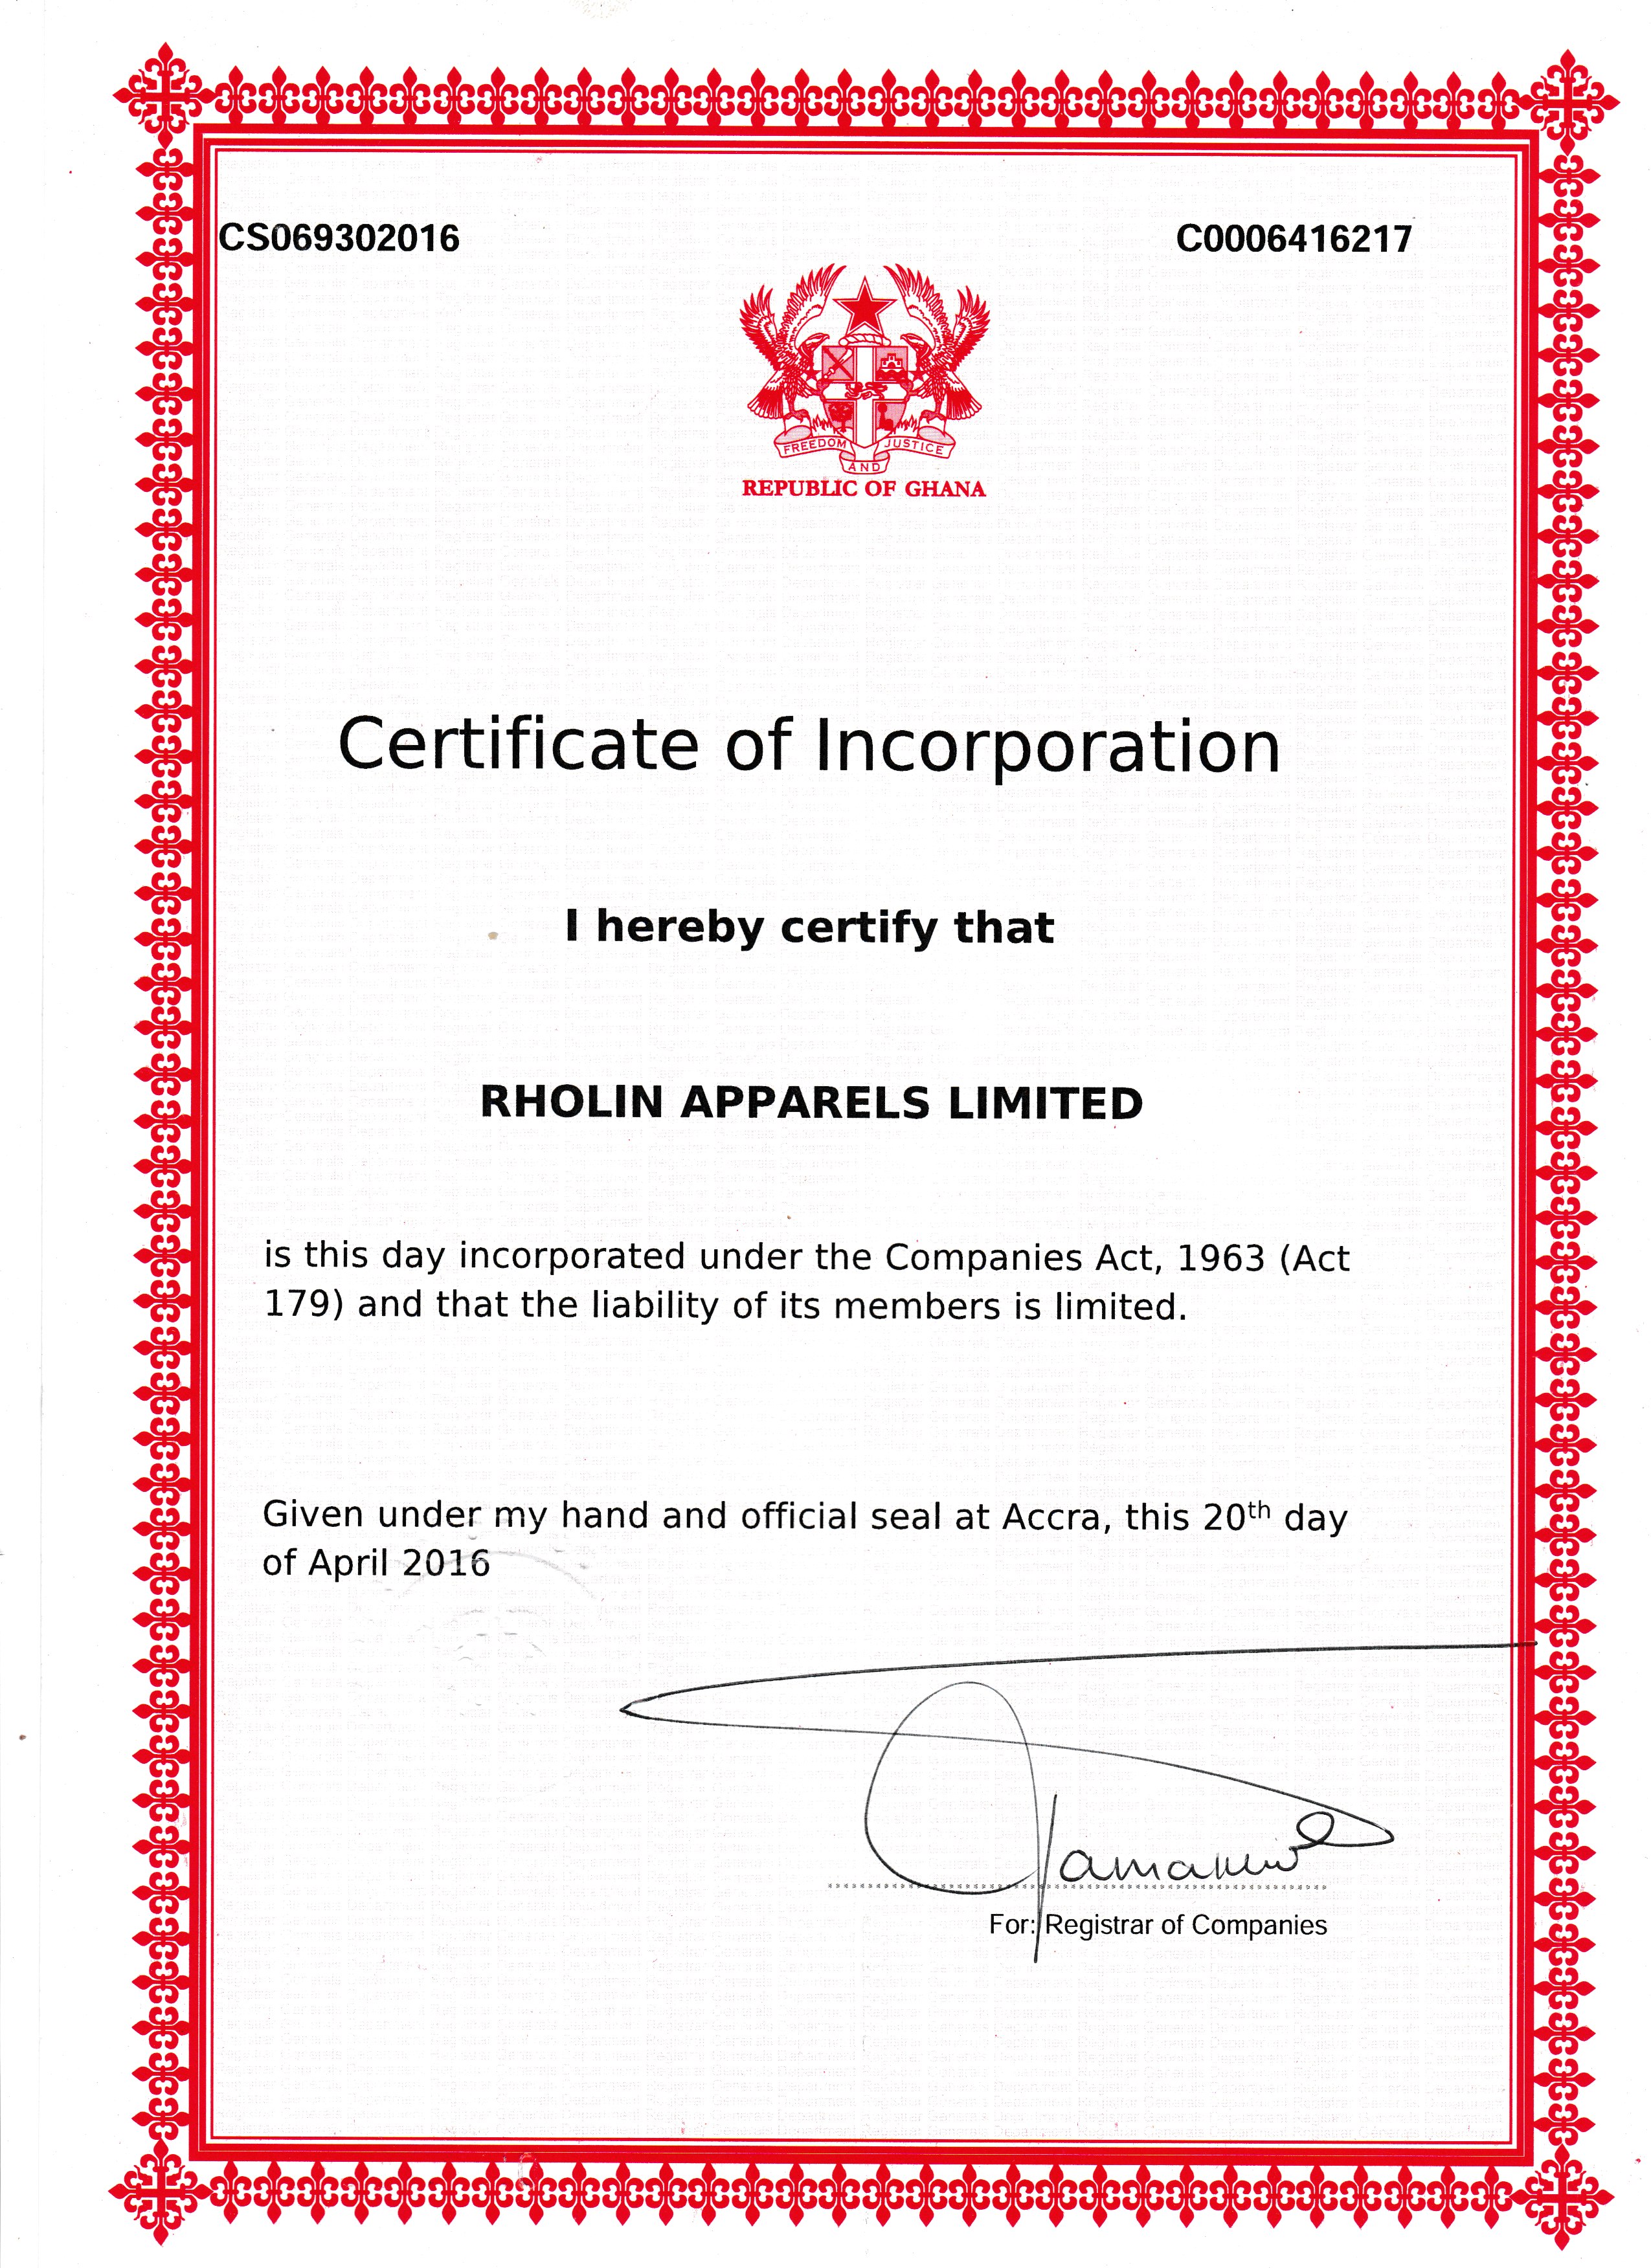 CS069302016
C0006416217
FREEDOM AND JUSTICE
REPUBLIC OF GHANA
Certificate of Incorporation
I hereby certify that
RHOLIN APPARELS LIMITED
is this day incorporated under the Companies Act, 1963 (Act
179) and that the liability of its members is limited.
Given under my hand and official seal at Accra, this 20th day
of April 2016
For: Registrar of Companies